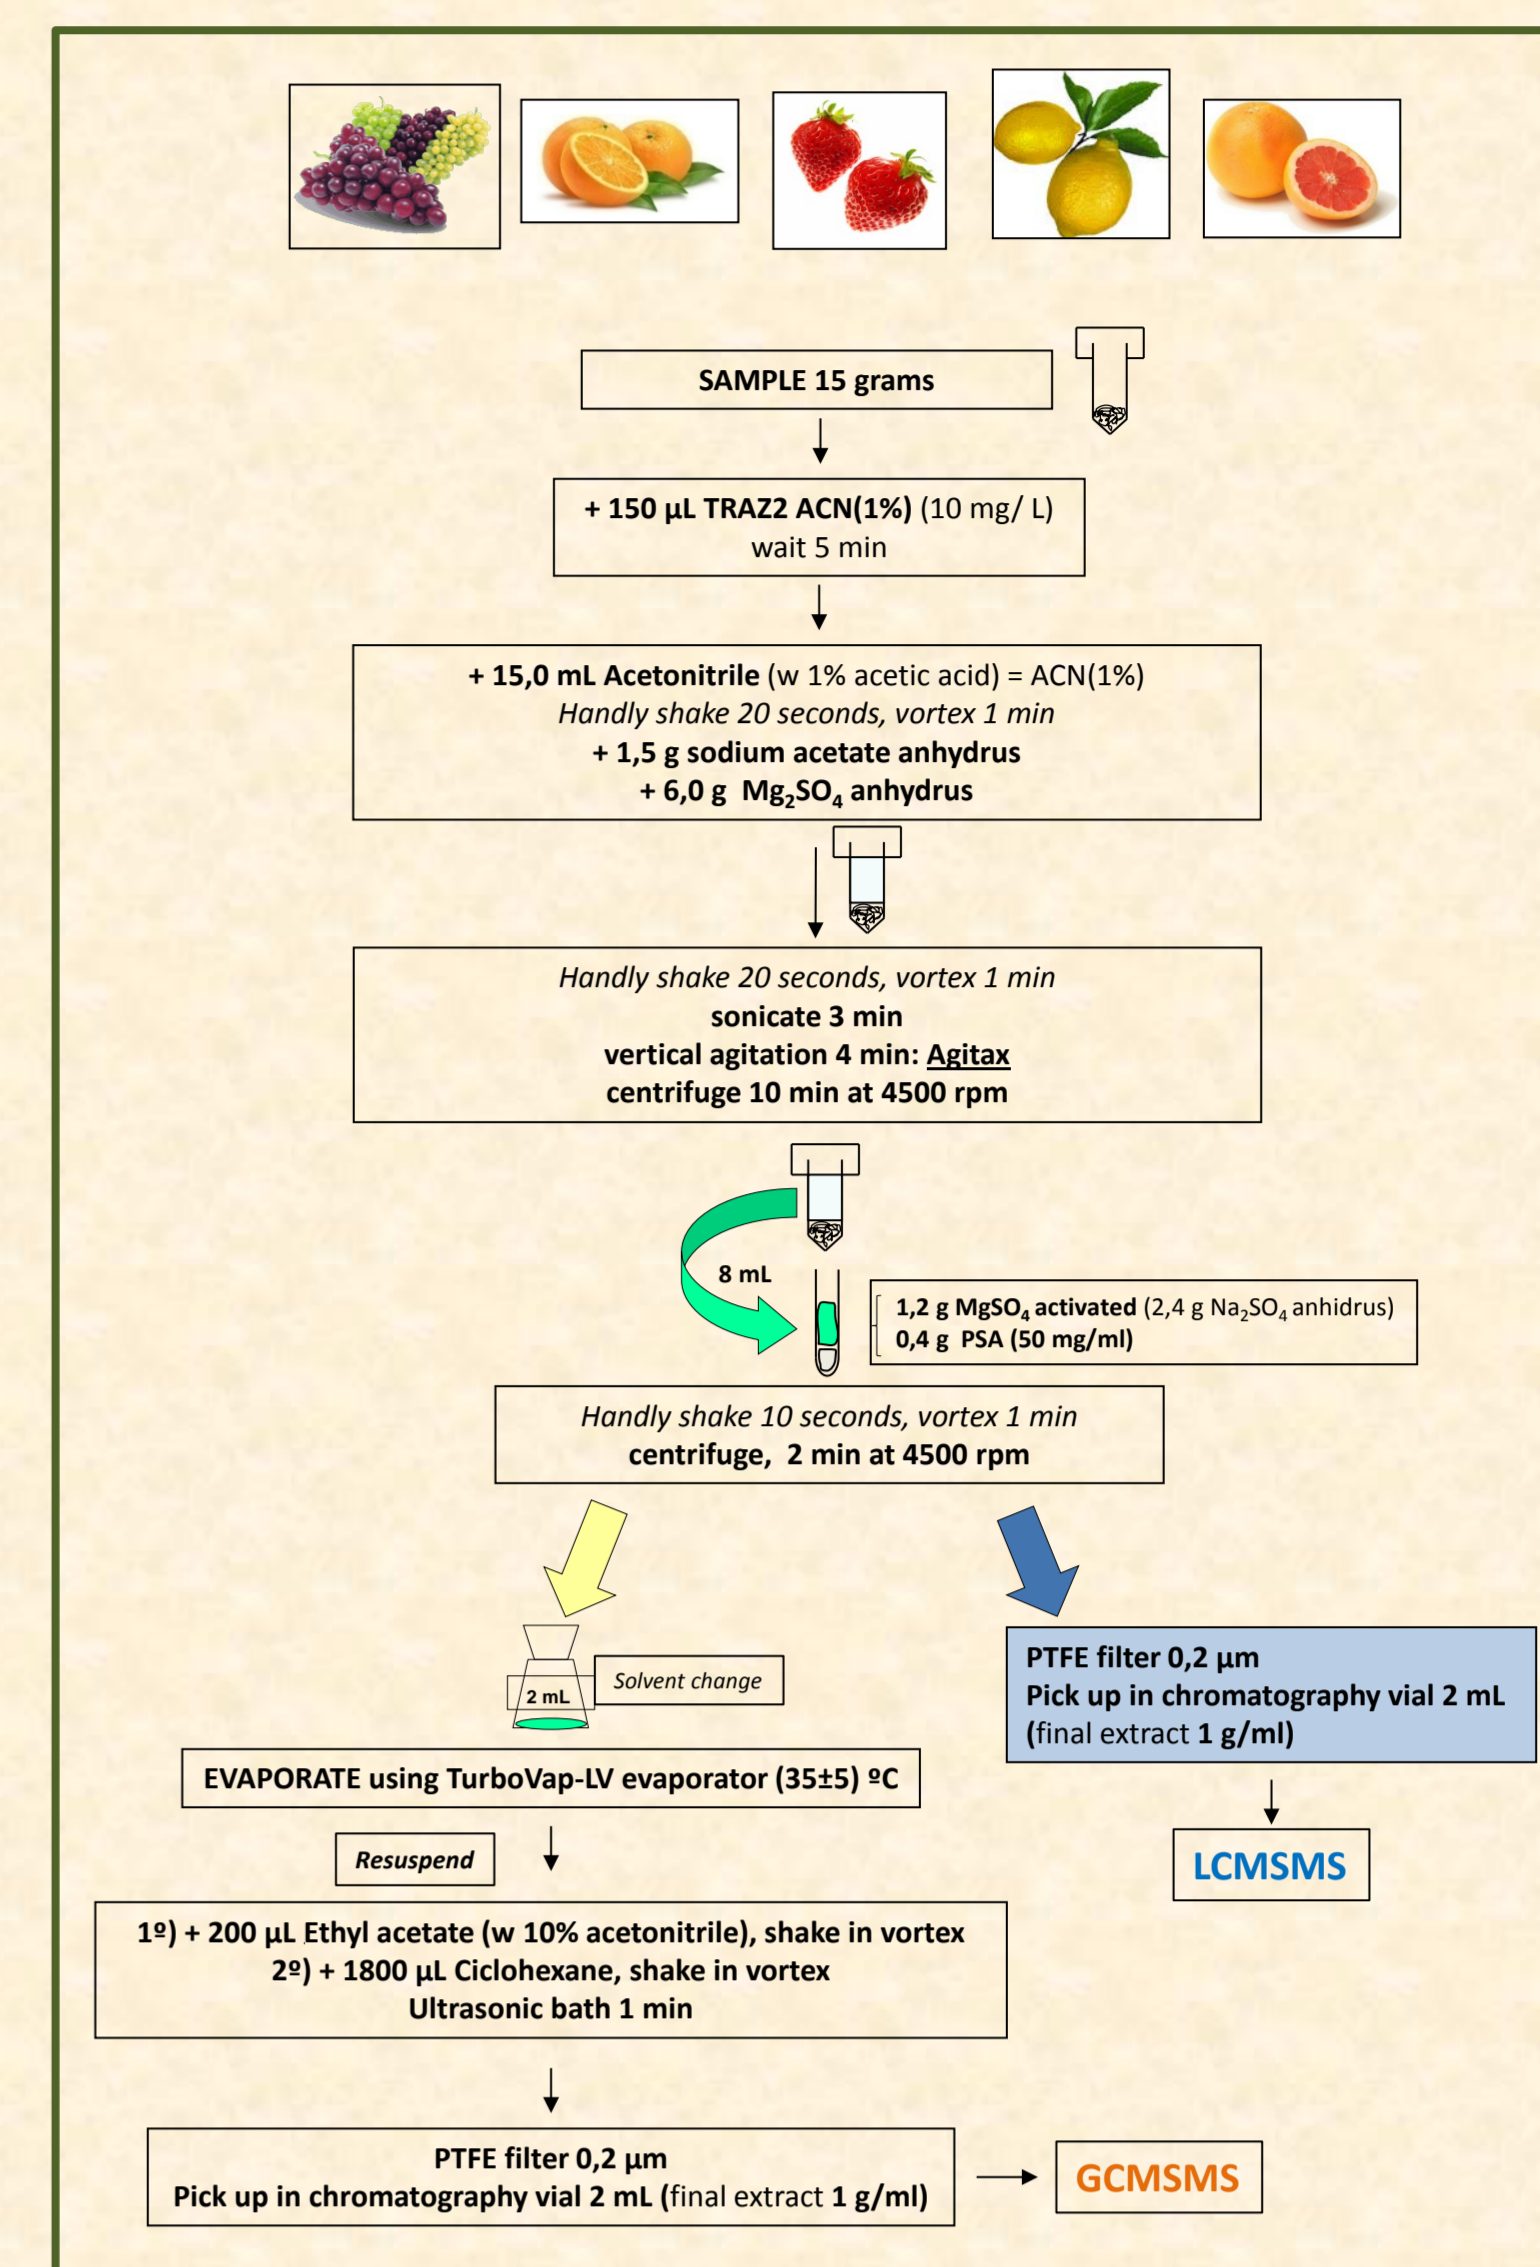 SAMPLE 15 grams
+ 150 µL TRAZ2 ACN(1%) (10 mg/ L)
wait 5 min
+ 15,0 mL Acetonitrile (w 1% acetic acid) = ACN(1%)
Handly shake 20 seconds, vortex 1 min
+ 1,5 g sodium acetate anhydrus
+ 6,0 g Mg₂SO₄ anhydrus
Handly shake 20 seconds, vortex 1 min
sonicate 3 min
vertical agitation 4 min: Agitax
centrifuge 10 min at 4500 rpm
8 mL
1,2 g MgSO₄ activated (2,4 g Na₂SO₄ anhidrus)
0,4 g PSA (50 mg/ml)
Handly shake 10 seconds, vortex 1 min
centrifuge, 2 min at 4500 rpm
2 mL
Solvent change
PTFE filter 0,2 µm
Pick up in chromatography vial 2 mL
(final extract 1 g/ml)
EVAPORATE using TurboVap-LV evaporator (35±5) ºC
Resuspend
LCMSMS
1º) + 200 µL Ethyl acetate (w 10% acetonitrile), shake in vortex
2º) + 1800 µL Ciclohexane, shake in vortex
Ultrasonic bath 1 min
PTFE filter 0,2 µm
Pick up in chromatography vial 2 mL (final extract 1 g/ml)
GCMSMS